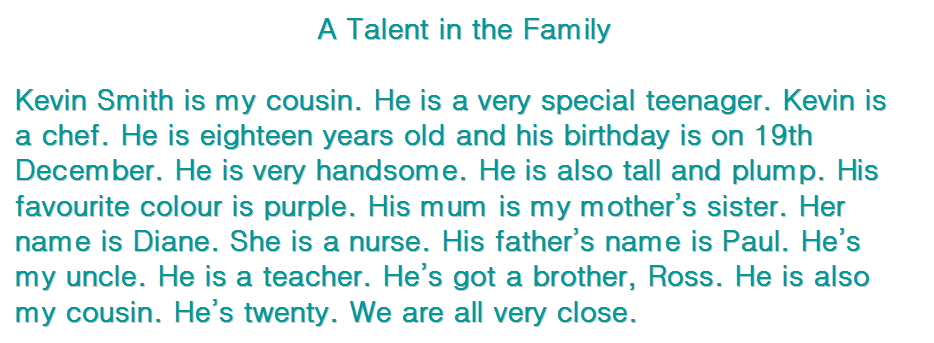 A Talent in the Family
Kevin Smith is my cousin. He is a very special teenager. Kevin is
a chef. He is eighteen years old and his birthday is on 19th
December. He is very handsome. He is also tall and plump. His
favourite colour is purple. His mum is my mother's sister. Her
name is Diane. She is a nurse. His father's name is Paul. He's
my uncle. He is a teacher. He's got a brother, Ross. He is also
my cousin. He's twenty. We are all very close.